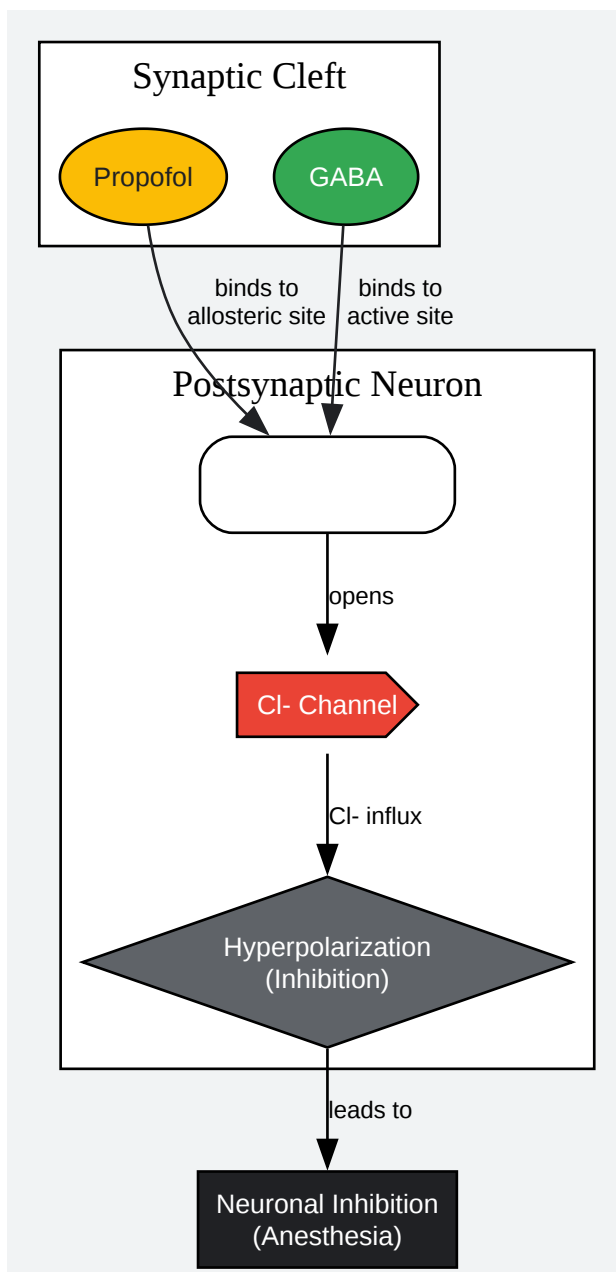 Synaptic Cleft
Propofol
GABA
binds to
allosteric site
binds to
active site
Postsynaptic Neuron
opens
Cl- Channel
Cl- influx
Hyperpolarization
(Inhibition)
leads to
Neuronal Inhibition
(Anesthesia)